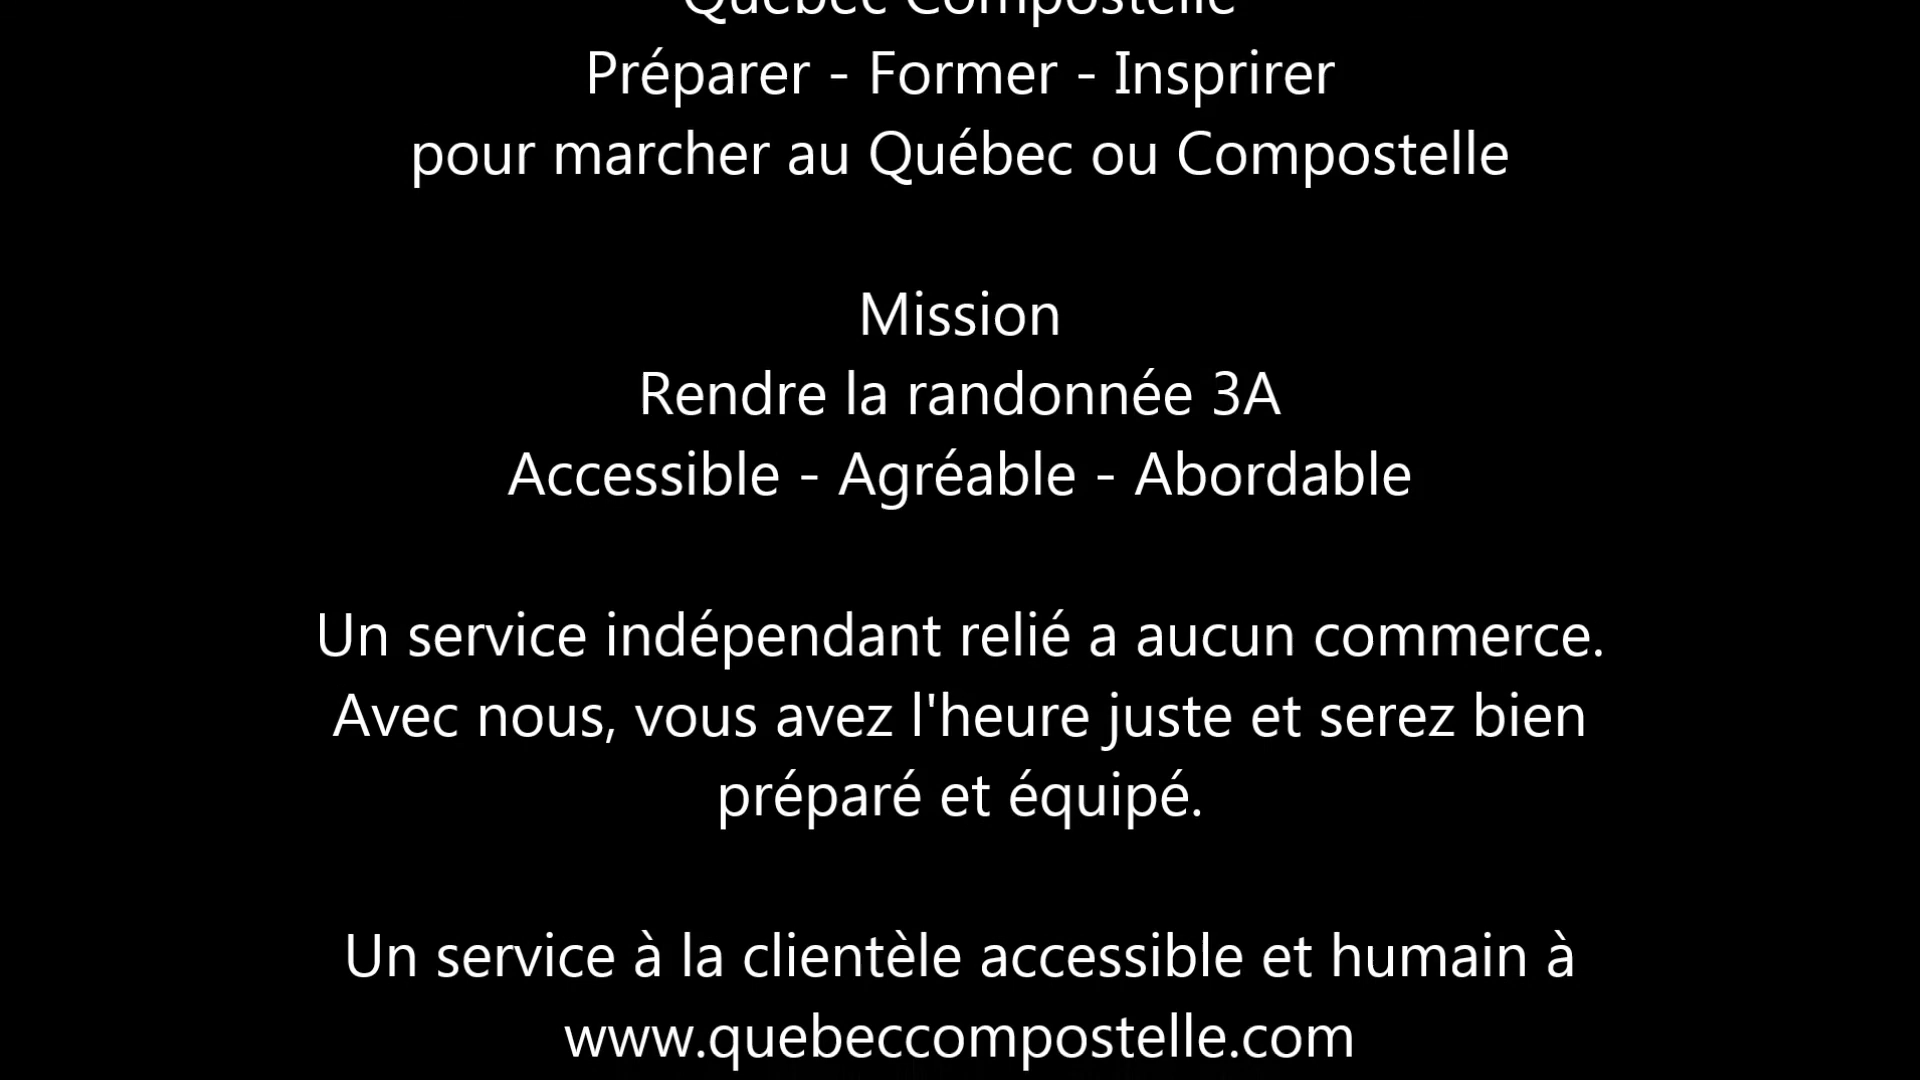 Québec Compostelle
Préparer - Former - Insprirer
pour marcher au Québec ou Compostelle
Mission
Rendre la randonnée 3A
Accessible - Agréable - Abordable
Un service indépendant relié a aucun commerce.
Avec nous, vous avez l'heure juste et serez bien
préparé et équipé.
Un service à la clientèle accessible et humain à
www.quebeccompostelle.com